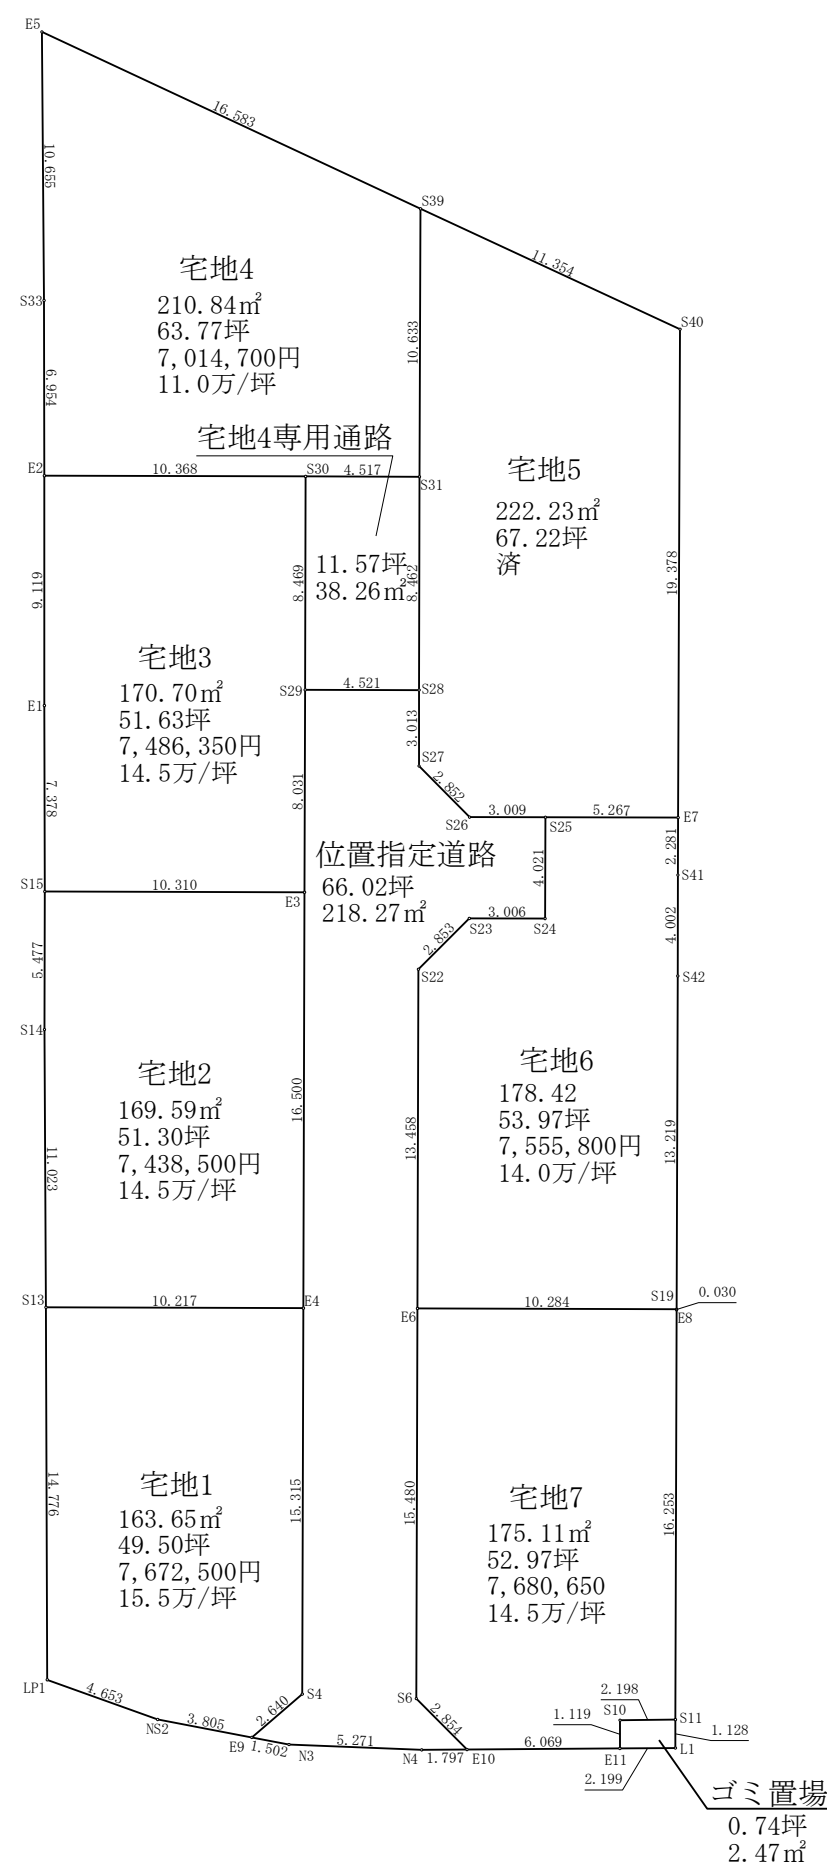 E5
16.583
10.655
S39
11.354
宅地4
210.84㎡
63.77坪
7,014,700円
11.0万/坪
S33
S40
10.633
6.954
宅地4専用通路
宅地5
222.23㎡
67.22坪
済
E2
10.368
S30
4.517
S31
11.57坪
38.26㎡
9.119
8.469
8.462
19.378
宅地3
170.70㎡
51.63坪
7,486,350円
14.5万/坪
E1
S29
4.521
S28
3.013
S27
7.378
8.031
2.852
S26
3.009
S25
5.267
E7
2.281
位置指定道路
66.02坪
218.27㎡
4.021
S41
S15
10.310
E3
S23
3.006
S24
4.002
5.477
2.853
S22
S42
S14
宅地2
169.59㎡
51.30坪
7,438,500円
14.5万/坪
宅地6
178.42
53.97坪
7,555,800円
14.0万/坪
16.500
13.458
13.219
11.023
S13
10.217
E4
E6
10.284
S19
0.030
E8
宅地1
163.65㎡
49.50坪
7,672,500円
15.5万/坪
宅地7
175.11㎡
52.97坪
7,680,650
14.5万/坪
14.776
15.315
15.480
16.253
LP1
4.653
NS2
3.805
E9
2.640
S4
1.502
N3
5.271
N4
1.797
E10
S6
2.854
6.069
E11
S10
2.198
S11
1.119
1.128
L1
2.199
ゴミ置場
0.74坪
2.47㎡